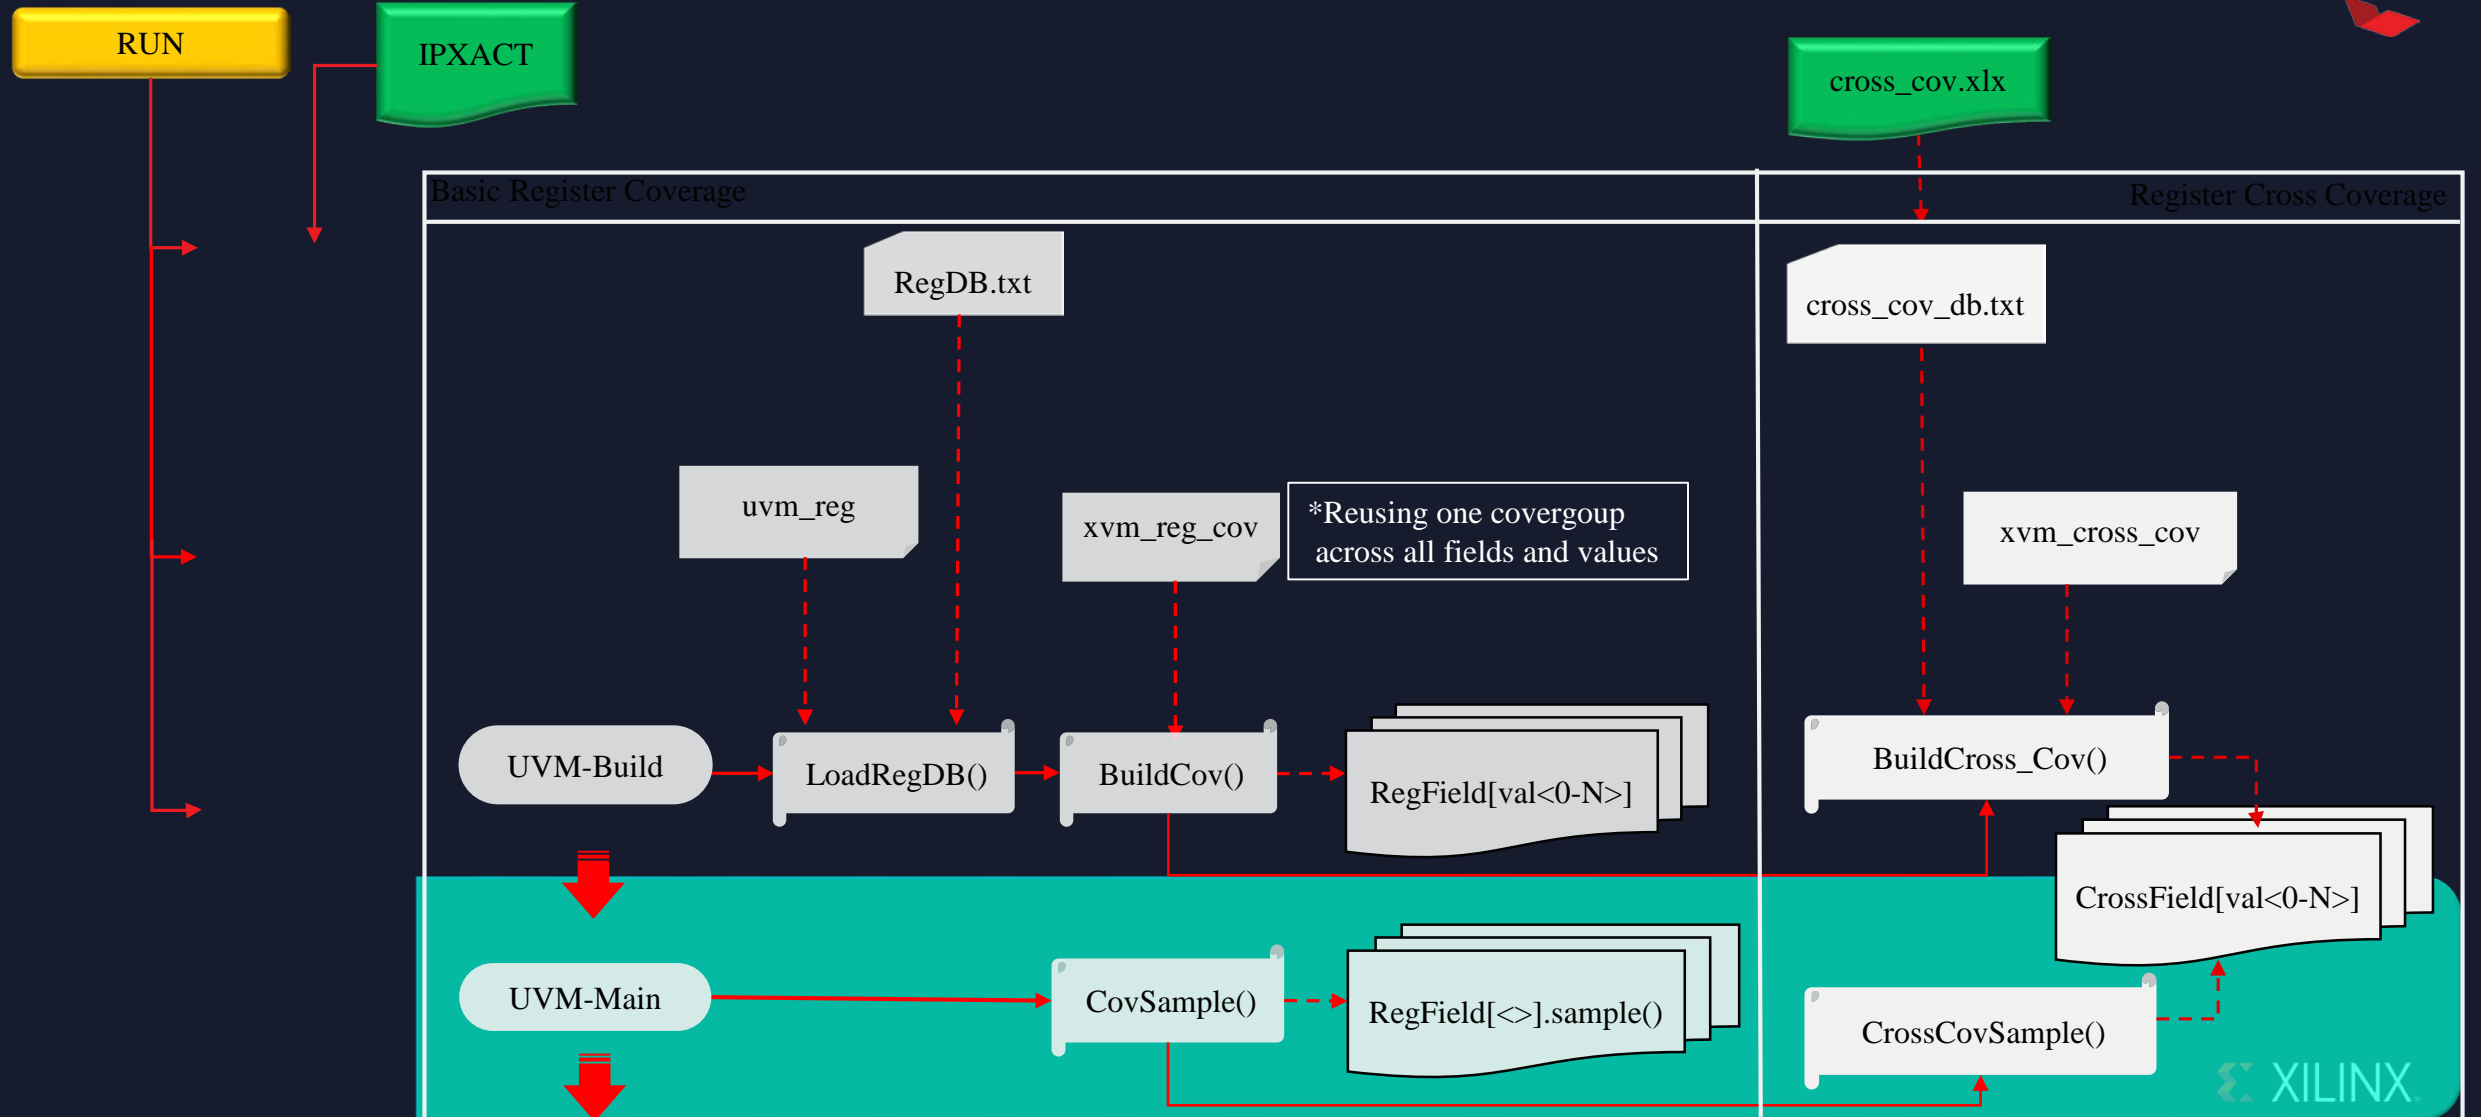 RUN
IPXACT
cross_cov.xlx
Basic Register Coverage
Register Cross Coverage
RegDB.txt
cross_cov_db.txt
uvm_reg
xvm_reg_cov
*Reusing one covergoup
across all fields and values
xvm_cross_cov
UVM-Build
LoadRegDB()
BuildCov()
RegField[val<0-N>]
BuildCross_Cov()
CrossField[val<0-N>]
UVM-Main
CovSample()
RegField[<>].sample()
CrossCovSample()
XILINX